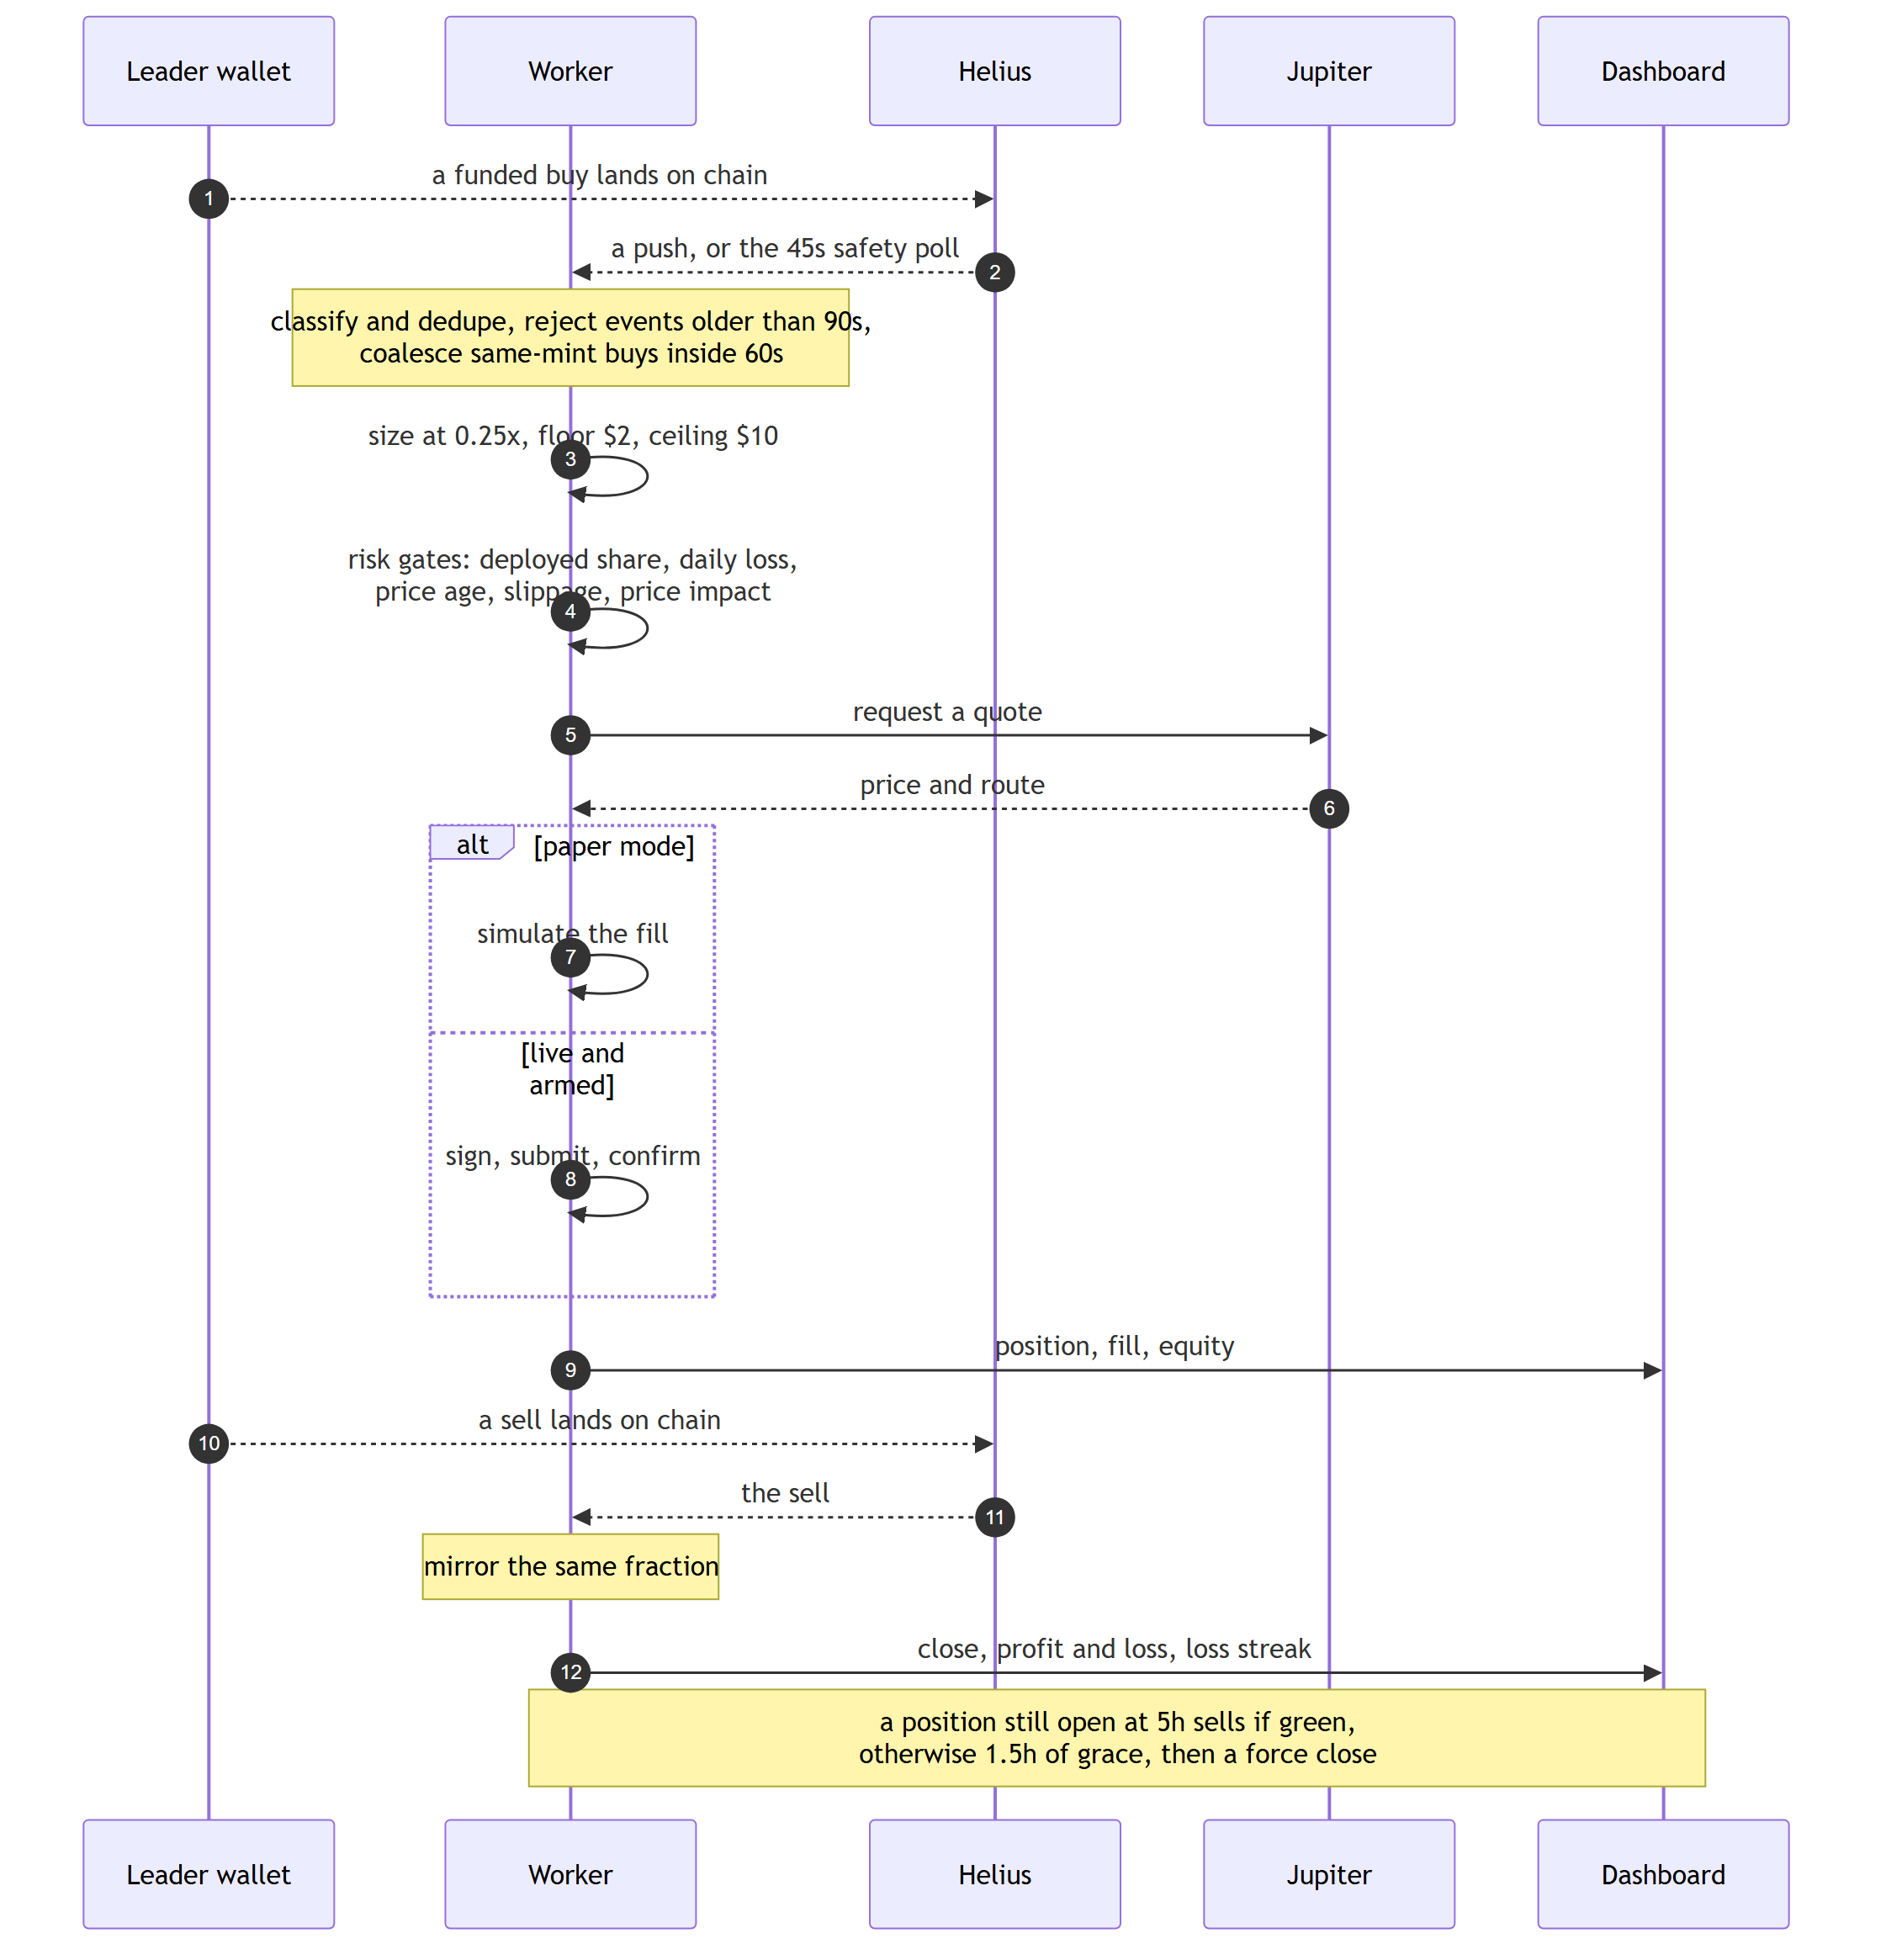 Leader wallet
Worker
Helius
Jupiter
Dashboard
a funded buy lands on chain
1
a push, or the 45s safety poll
2
classify and dedupe, reject events older than 90s,
coalesce same-mint buys inside 60s
size at 0.25x, floor $2, ceiling $10
3
risk gates: deployed share, daily loss,
price age, slippage, price impact
4
request a quote
5
price and route
6
alt
[paper mode]
simulate the fill
7
[live and
armed]
sign, submit, confirm
8
position, fill, equity
9
a sell lands on chain
10
the sell
11
mirror the same fraction
close, profit and loss, loss streak
12
a position still open at 5h sells if green,
otherwise 1.5h of grace, then a force close
Leader wallet
Worker
Helius
Jupiter
Dashboard